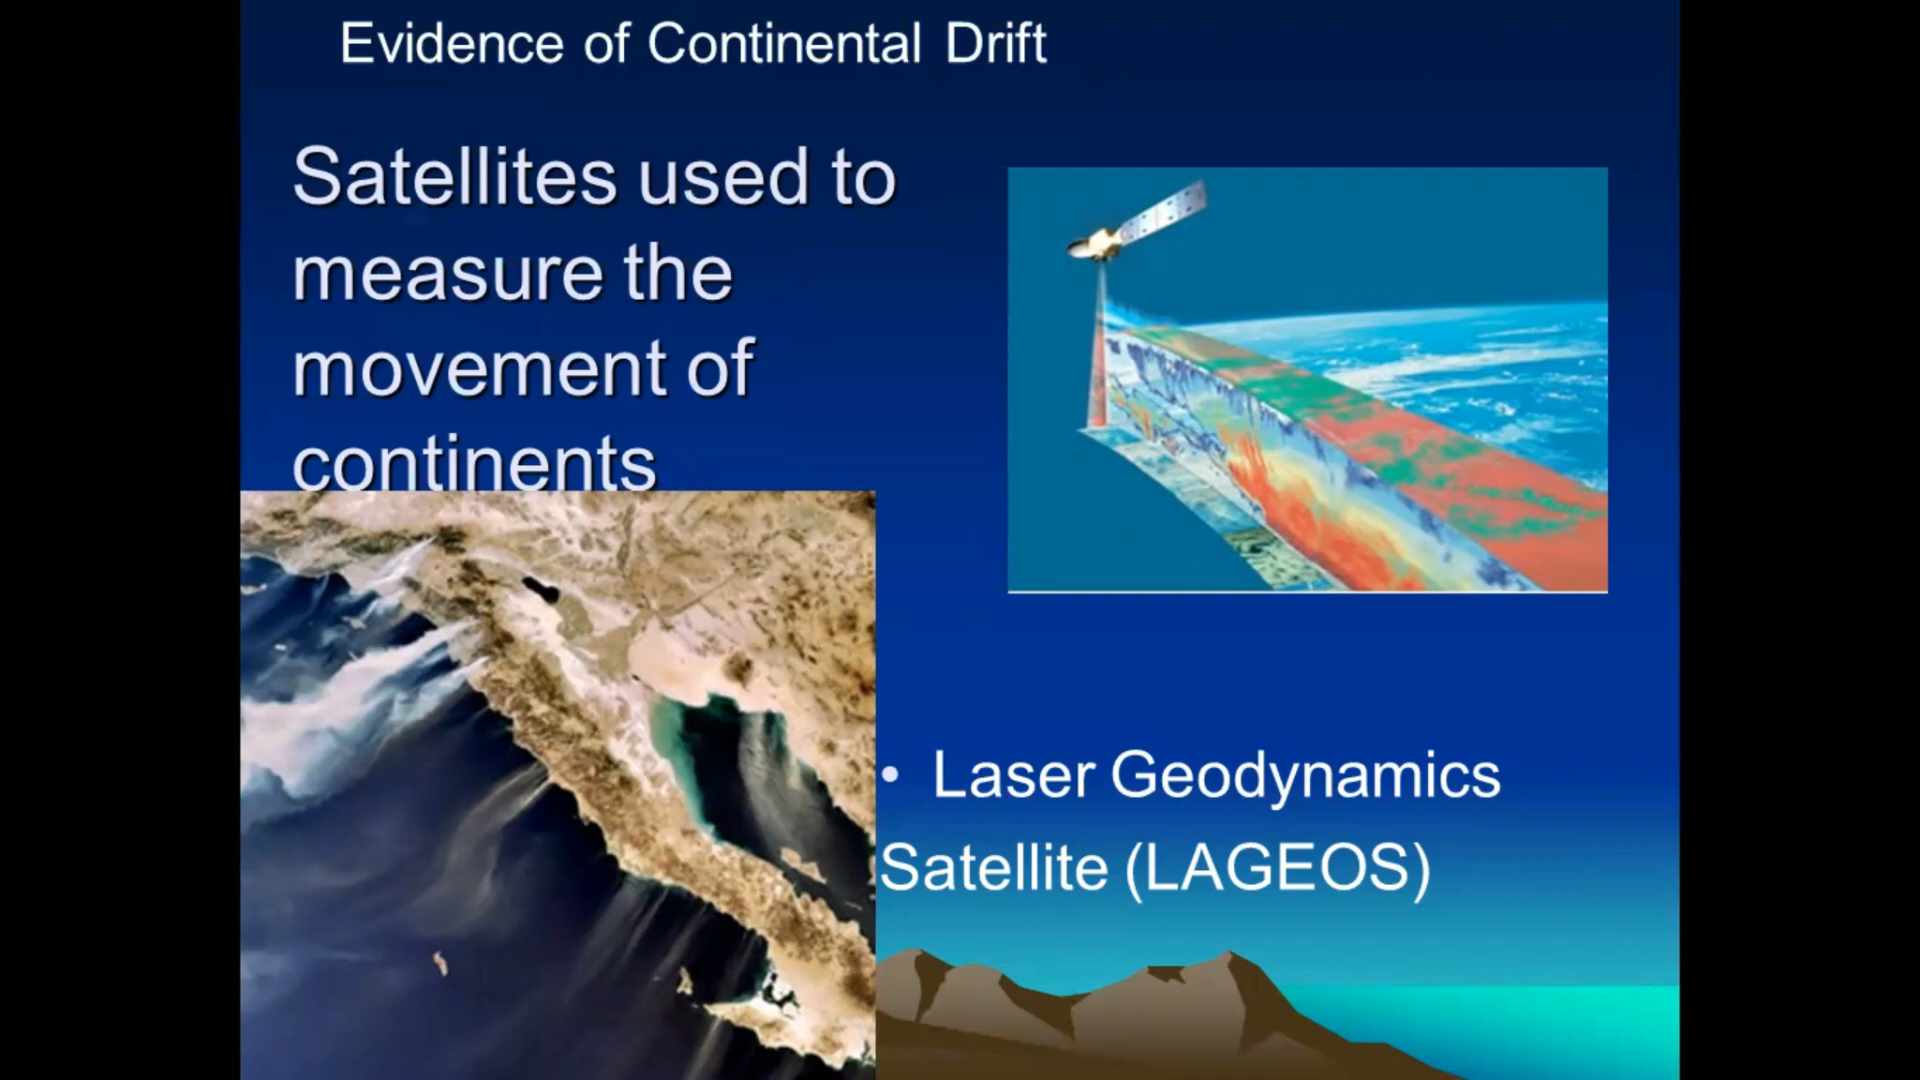 Evidence of Continental Drift
Satellites used to
measure the
movement of
continents
• Laser Geodynamics
Satellite (LAGEOS)